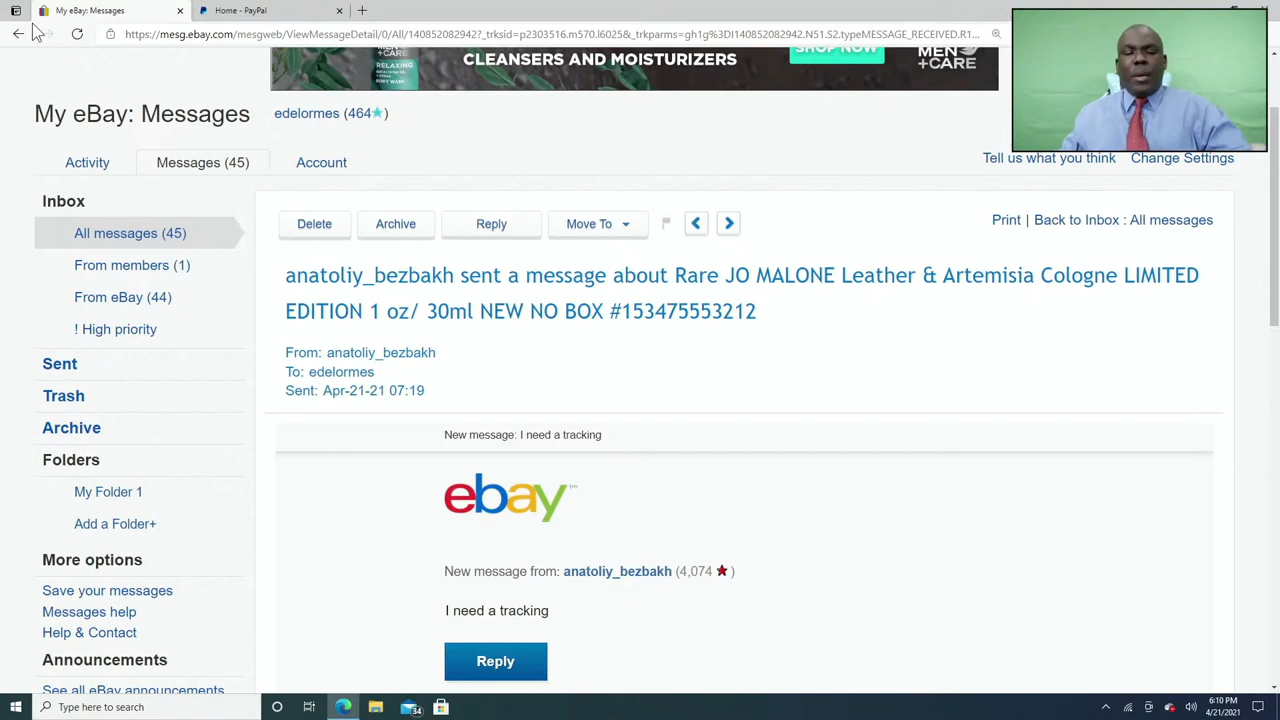 My eBay: Messages
Home - PayPal
https://mesg.ebay.com/mesgweb/ViewMessageDetail/0/All/140852082942?_trksid=p2303516.m570.l6025&_trkparms=gh1g%3DI140852082942.N51.S2.typeMESSAGE_RECEIVED.R1...
RELAXING
CLEANSERS AND MOISTURIZERS
SHOP NOW
MEN
+CARE
My eBay: Messages
edelormes (464)
Activity
Messages (45)
Account
Tell us what you think
Change Settings
Inbox
All messages (45)
From members (1)
From eBay (44)
! High priority
Sent
Trash
Archive
Folders
My Folder 1
Add a Folder+
More options
Save your messages
Messages help
Help & Contact
Announcements
See all eBay announcements
Delete
Archive
Reply
Move To
Print | Back to Inbox : All messages
anatoliy_bezbakh sent a message about Rare JO MALONE Leather & Artemisia Cologne LIMITED
EDITION 1 oz/ 30ml NEW NO BOX #153475553212
From: anatoliy_bezbakh
To: edelormes
Sent: Apr-21-21 07:19
New message: I need a tracking
ebay™
New message from: anatoliy_bezbakh (4,074 )
I need a tracking
Reply
Type here to search
34
6:10 PM
4/21/2021